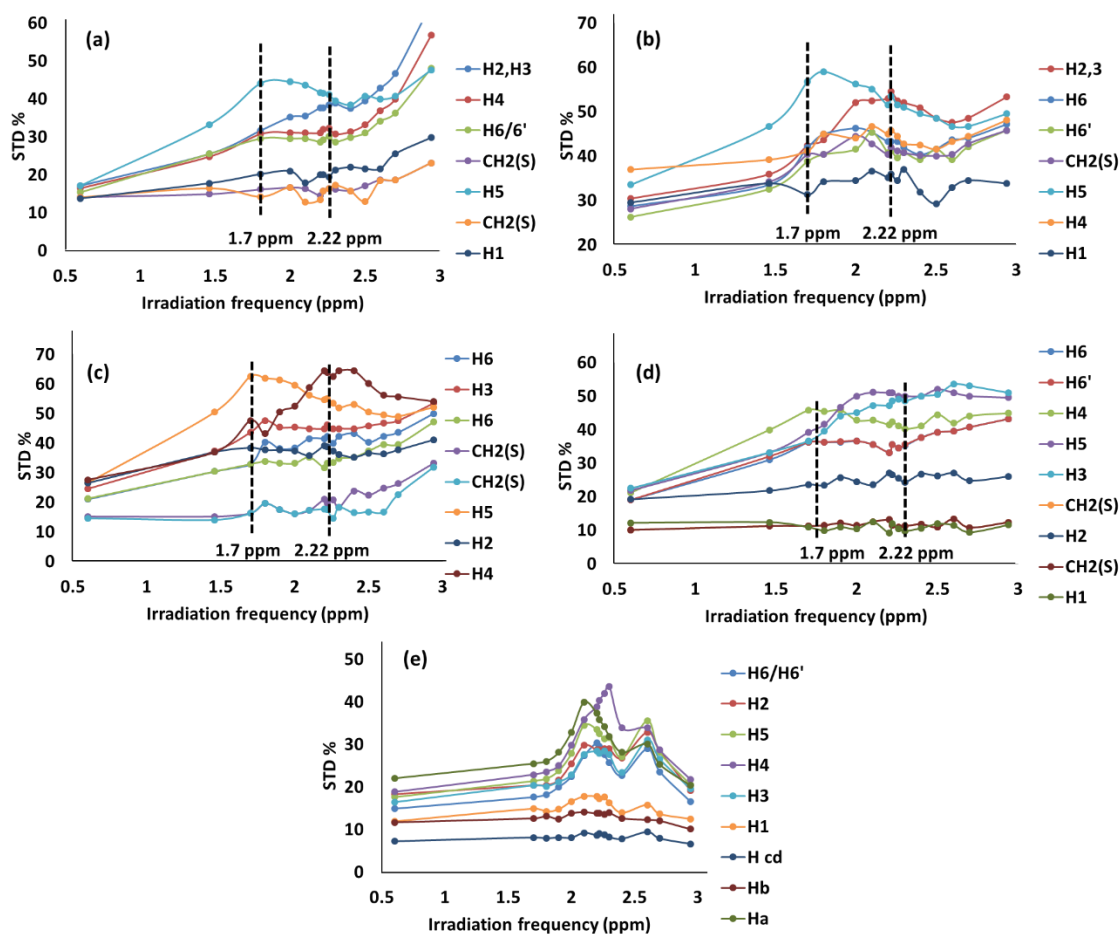 (a)
60
50
40
30
20
10
0
STD %
1.7 ppm
2.22 ppm
0.5
1
1.5
2
2.5
3
Irradiation frequency (ppm)
H2,H3
H4
H6/6'
CH2(S)
H5
CH2(S)
H1
(b)
70
60
50
40
30
20
STD %
1.7 ppm
2.22 ppm
0.5
1
1.5
2
2.5
3
Irradiation frequency (ppm)
H2,3
H6
H6'
CH2(S)
H5
H4
H1
(c)
70
60
50
40
30
20
10
0
STD %
1.7 ppm
2.22 ppm
0.5
1
1.5
2
2.5
3
Irradiation frequency (ppm)
H6
H3
H6
CH2(S)
CH2(S)
H5
H2
H4
(d)
60
50
40
30
20
10
0
STD %
1.7 ppm
2.22 ppm
0.5
1
1.5
2
2.5
3
Irradiation frequency (ppm)
H6
H6'
H4
H5
H3
CH2(S)
H2
CH2(S)
H1
(e)
50
40
30
20
10
0
STD %
0.5
1
1.5
2
2.5
3
Irradiation frequency (ppm)
H6/H6'
H2
H5
H4
H3
H1
H cd
Hb
Ha